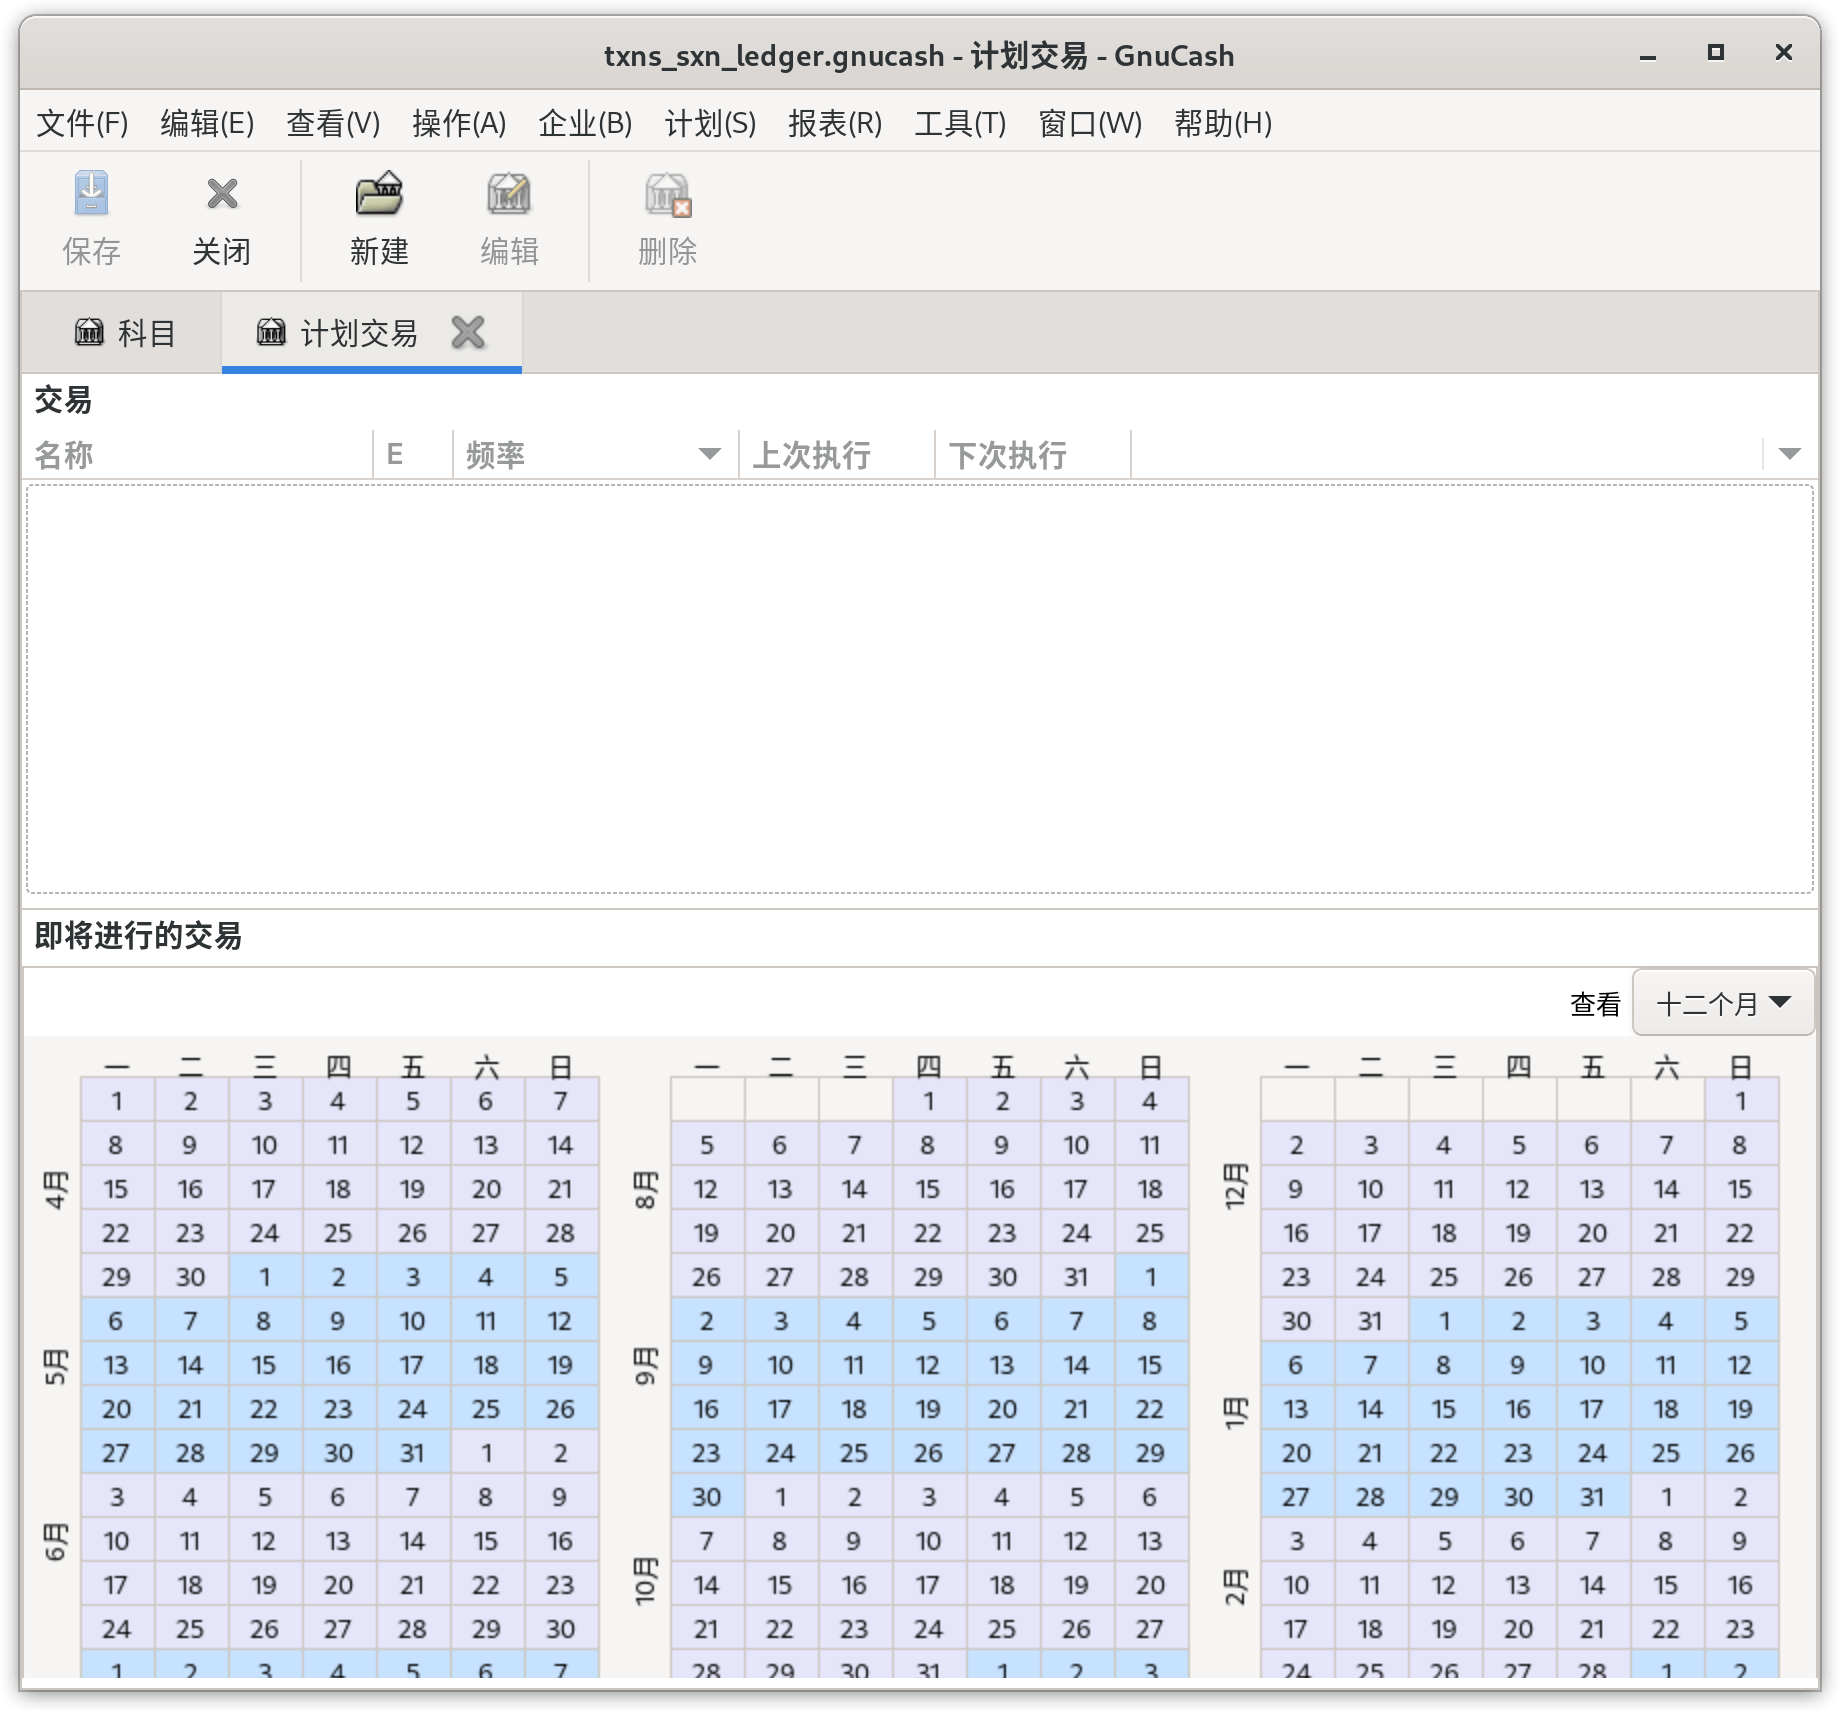 txns_sxn_ledger.gnucash - 计划交易 - GnuCash
文件(F) 编辑(E) 查看(V) 操作(A) 企业(B) 计划(S) 报表(R) 工具(T) 窗口(W) 帮助(H)
保存 关闭 新建 编辑 删除
科目 计划交易
交易
名称 E 频率 上次执行 下次执行
即将进行的交易
查看 十二个月
一 二 三 四 五 六 日
1 2 3 4 5 6 7
8 9 10 11 12 13 14
4月
15 16 17 18 19 20 21
22 23 24 25 26 27 28
29 30 1 2 3 4 5
6 7 8 9 10 11 12
5月
13 14 15 16 17 18 19
20 21 22 23 24 25 26
27 28 29 30 31 1 2
3 4 5 6 7 8 9
6月
10 11 12 13 14 15 16
17 18 19 20 21 22 23
24 25 26 27 28 29 30
1 2 3 4 5 6 7
一 二 三 四 五 六 日
1 2 3 4
5 6 7 8 9 10 11
8月
12 13 14 15 16 17 18
19 20 21 22 23 24 25
26 27 28 29 30 31 1
2 3 4 5 6 7 8
9月
9 10 11 12 13 14 15
16 17 18 19 20 21 22
23 24 25 26 27 28 29
30 1 2 3 4 5 6
7 8 9 10 11 12 13
10月
14 15 16 17 18 19 20
21 22 23 24 25 26 27
28 29 30 31 1 2 3
一 二 三 四 五 六 日
1
2 3 4 5 6 7 8
12月
9 10 11 12 13 14 15
16 17 18 19 20 21 22
23 24 25 26 27 28 29
30 31 1 2 3 4 5
6 7 8 9 10 11 12
1月
13 14 15 16 17 18 19
20 21 22 23 24 25 26
27 28 29 30 31 1 2
3 4 5 6 7 8 9
2月
10 11 12 13 14 15 16
17 18 19 20 21 22 23
24 25 26 27 28 1 2